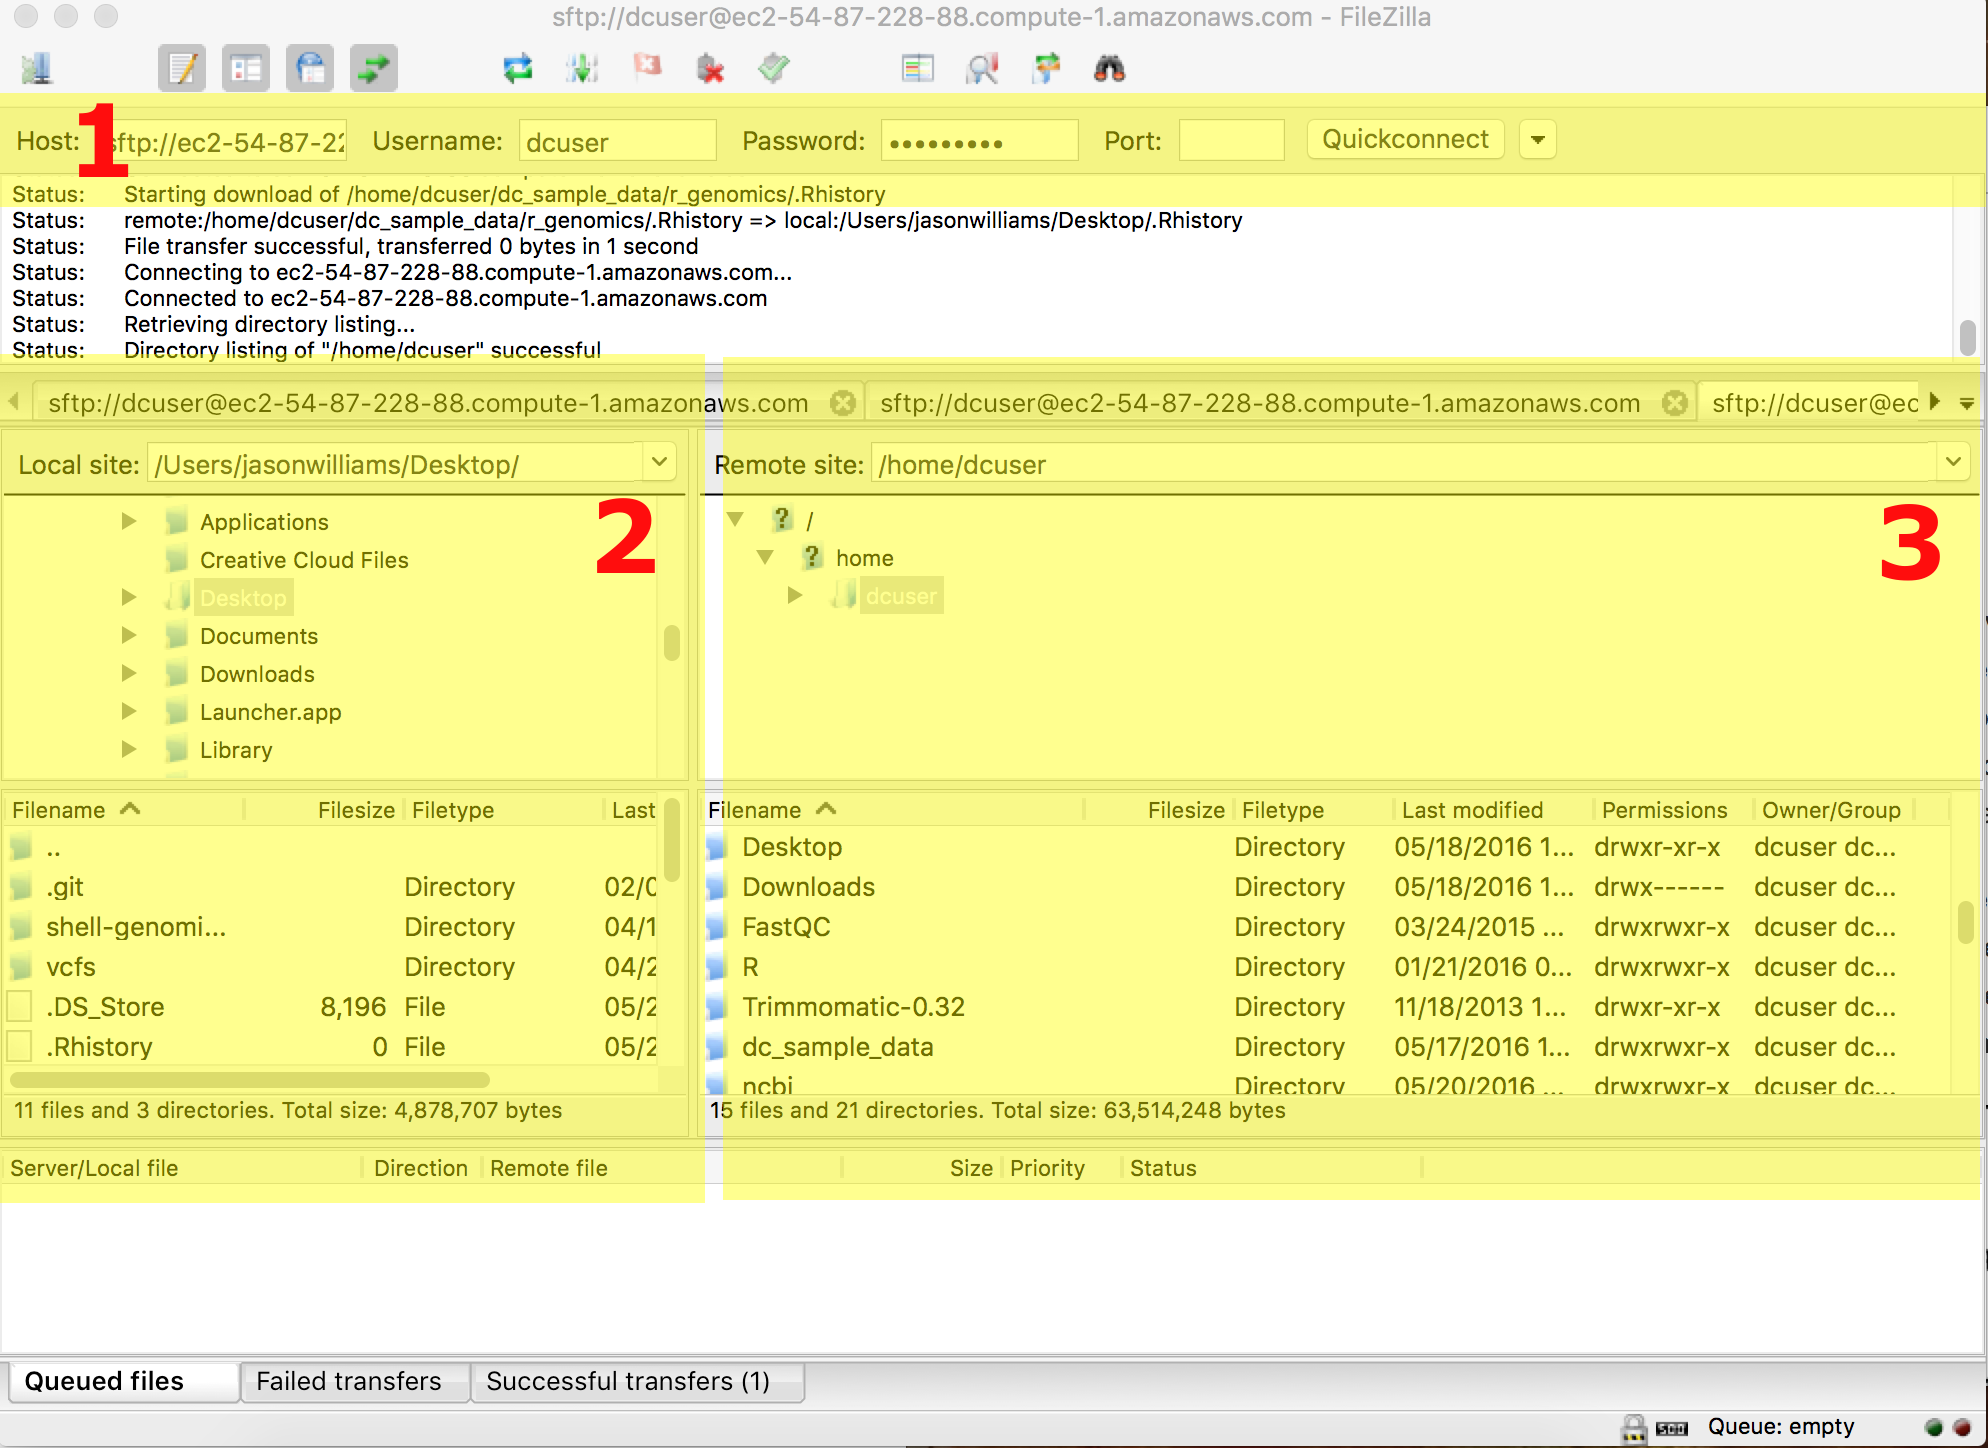 sftp://dcuser@ec2-54-87-228-88.compute-1.amazonaws.com - FileZilla
1
Host: sftp://ec2-54-87-22 Username: dcuser Password: ••••••••• Port: Quickconnect
Status: Starting download of /home/dcuser/dc_sample_data/r_genomics/.Rhistory
Status: remote:/home/dcuser/dc_sample_data/r_genomics/.Rhistory => local:/Users/jasonwilliams/Desktop/.Rhistory
Status: File transfer successful, transferred 0 bytes in 1 second
Status: Connecting to ec2-54-87-228-88.compute-1.amazonaws.com...
Status: Connected to ec2-54-87-228-88.compute-1.amazonaws.com
Status: Retrieving directory listing...
Status: Directory listing of "/home/dcuser" successful
sftp://dcuser@ec2-54-87-228-88.compute-1.amazonaws.com sftp://dcuser@ec2-54-87-228-88.compute-1.amazonaws.com sftp://dcuser@ec
Local site: /Users/jasonwilliams/Desktop/
2
Applications
Creative Cloud Files
Desktop
Documents
Downloads
Launcher.app
Library
Filename Filesize Filetype Last
..
.git Directory 02/0
shell-genomi... Directory 04/1
vcfs Directory 04/2
.DS_Store 8,196 File 05/2
.Rhistory 0 File 05/2
11 files and 3 directories. Total size: 4,878,707 bytes
Remote site: /home/dcuser
3
? /
? home
dcuser
Filename Filesize Filetype Last modified Permissions Owner/Group
Desktop Directory 05/18/2016 1... drwxr-xr-x dcuser dc...
Downloads Directory 05/18/2016 1... drwx------ dcuser dc...
FastQC Directory 03/24/2015 ... drwxrwxr-x dcuser dc...
R Directory 01/21/2016 0... drwxrwxr-x dcuser dc...
Trimmomatic-0.32 Directory 11/18/2013 1... drwxr-xr-x dcuser dc...
dc_sample_data Directory 05/17/2016 1... drwxrwxr-x dcuser dc...
ncbi Directory 05/20/2016 ... drwxrwxr-x dcuser dc...
15 files and 21 directories. Total size: 63,514,248 bytes
Server/Local file Direction Remote file Size Priority Status
Queued files Failed transfers Successful transfers (1)
Queue: empty